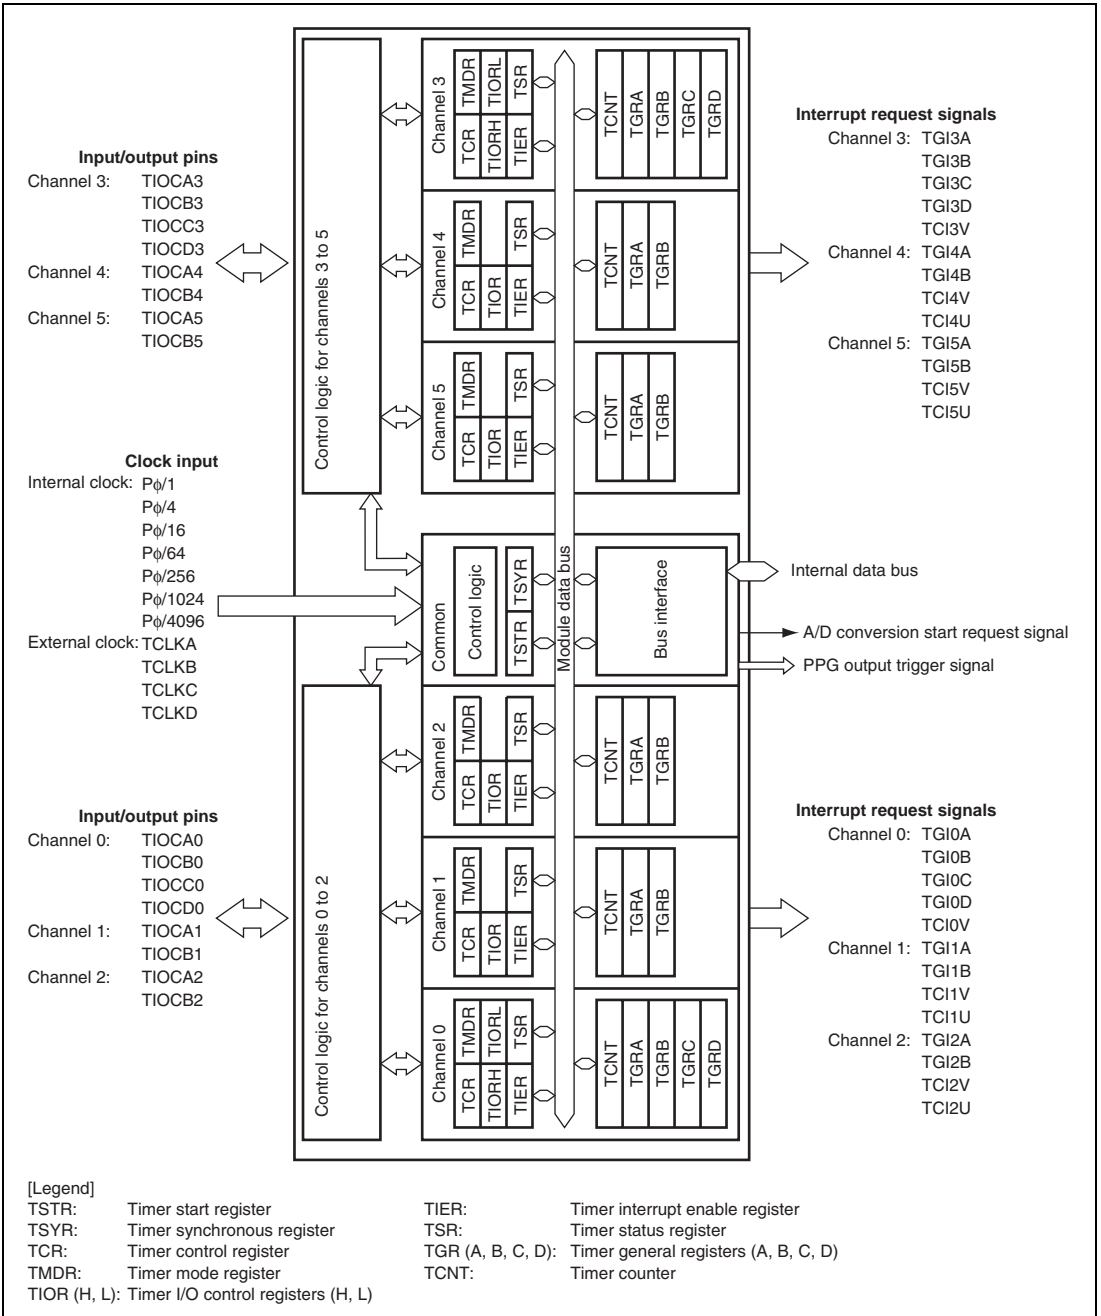 Input/output pins
Channel 3: TIOCA3
TIOCB3
TIOCC3
TIOCD3
Channel 4: TIOCA4
TIOCB4
Channel 5: TIOCA5
TIOCB5
Clock input
Internal clock: Pϕ/1
Pϕ/4
Pϕ/16
Pϕ/64
Pϕ/256
Pϕ/1024
Pϕ/4096
External clock: TCLKA
TCLKB
TCLKC
TCLKD
Input/output pins
Channel 0: TIOCA0
TIOCB0
TIOCC0
TIOCD0
Channel 1: TIOCA1
TIOCB1
Channel 2: TIOCA2
TIOCB2
Control logic for channels 3 to 5
Control logic for channels 0 to 2
Channel 3
TCR TMDR
TIORH TIORL
TIER TSR
TCNT
TGRA
TGRB
TGRC
TGRD
Channel 4
TCR TMDR
TIOR
TIER TSR
TCNT
TGRA
TGRB
Channel 5
TCR TMDR
TIOR
TIER TSR
TCNT
TGRA
TGRB
Common
Control logic
TSTR TSYR
Module data bus
Bus interface
Channel 2
TCR TMDR
TIOR
TIER TSR
TCNT
TGRA
TGRB
Channel 1
TCR TMDR
TIOR
TIER TSR
TCNT
TGRA
TGRB
Channel 0
TCR TMDR
TIORH TIORL
TIER TSR
TCNT
TGRA
TGRB
TGRC
TGRD
Interrupt request signals
Channel 3: TGI3A
TGI3B
TGI3C
TGI3D
TCI3V
Channel 4: TGI4A
TGI4B
TCI4V
TCI4U
Channel 5: TGI5A
TGI5B
TCI5V
TCI5U
Internal data bus
A/D conversion start request signal
PPG output trigger signal
Interrupt request signals
Channel 0: TGI0A
TGI0B
TGI0C
TGI0D
TCI0V
Channel 1: TGI1A
TGI1B
TCI1V
TCI1U
Channel 2: TGI2A
TGI2B
TCI2V
TCI2U
[Legend]
TSTR: Timer start register
TSYR: Timer synchronous register
TCR: Timer control register
TMDR: Timer mode register
TIOR (H, L): Timer I/O control registers (H, L)
TIER: Timer interrupt enable register
TSR: Timer status register
TGR (A, B, C, D): Timer general registers (A, B, C, D)
TCNT: Timer counter